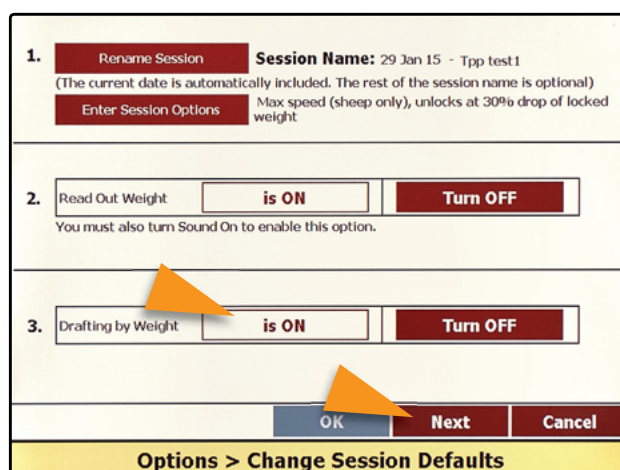 1. Rename Session Session Name: 29 Jan 15 - Tpp test1
(The current date is automatically included. The rest of the session name is optional)
Enter Session Options Max speed (sheep only), unlocks at 30% drop of locked
weight
2. Read Out Weight is ON Turn OFF
You must also turn Sound On to enable this option.
3. Drafting by Weight is ON Turn OFF
OK Next Cancel
Options > Change Session Defaults